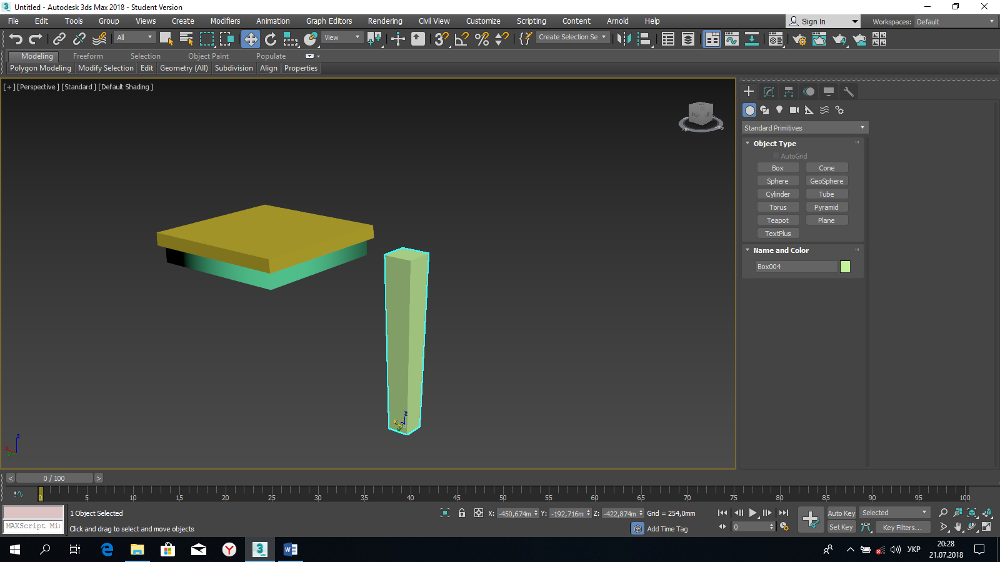 Untitled - Autodesk 3ds Max 2018 - Student Version
File Edit Tools Group Views Create Modifiers Animation Graph Editors Rendering Civil View Customize Scripting Content Arnold Help Sign In Workspaces: Default
All View Create Selection Se
Modeling Freeform Selection Object Paint Populate
Polygon Modeling Modify Selection Edit Geometry (All) Subdivision Align Properties
[+] [Perspective] [Standard] [Default Shading]
Standard Primitives
Object Type
AutoGrid
Box Cone
Sphere GeoSphere
Cylinder Tube
Torus Pyramid
Teapot Plane
TextPlus
Name and Color
Box004
z
x
z
x
y
< 0 / 100 >
0 5 10 15 20 25 30 35 40 45 50 55 60 65 70 75 80 85 90 95 100
1 Object Selected X: -450,674m Y: -192,716m Z: -422,874m Grid = 254,0mm Auto Key Selected
MAXScript Mi Click and drag to select and move objects Add Time Tag 0 Set Key Key Filters...
УКР 20:28
21.07.2018